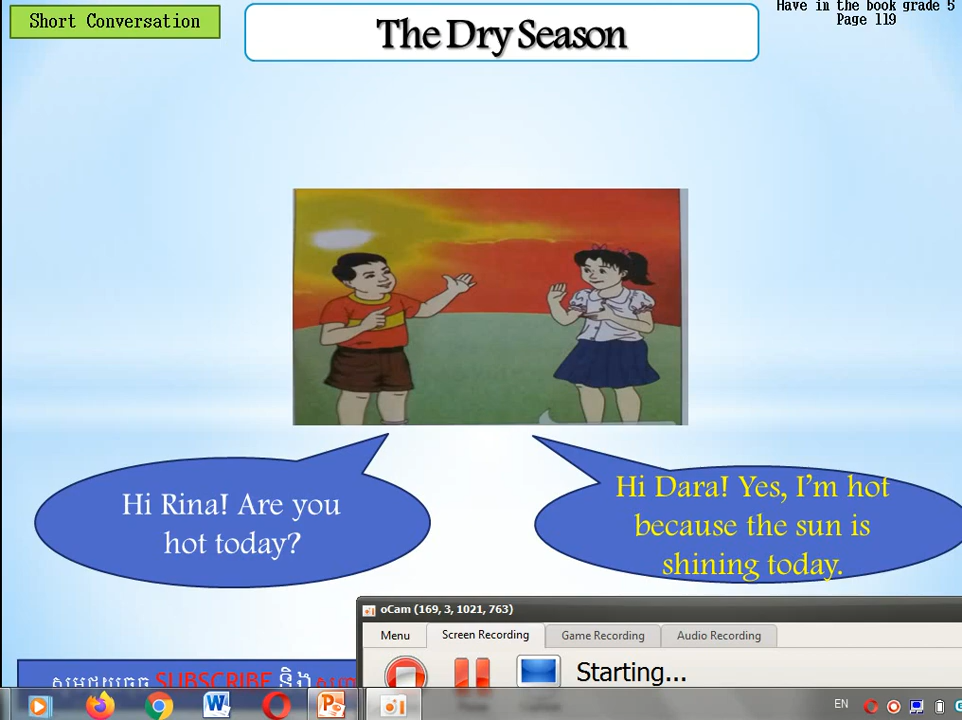 Short Conversation
The Dry Season
Have in the book grade 5
Page 119
Hi Rina! Are you
hot today?
Hi Dara! Yes, I'm hot
because the sun is
shining today.
oCam (169, 3, 1021, 763)
Menu
Screen Recording
Game Recording
Audio Recording
Starting...
SUBSCRIBE និង
EN